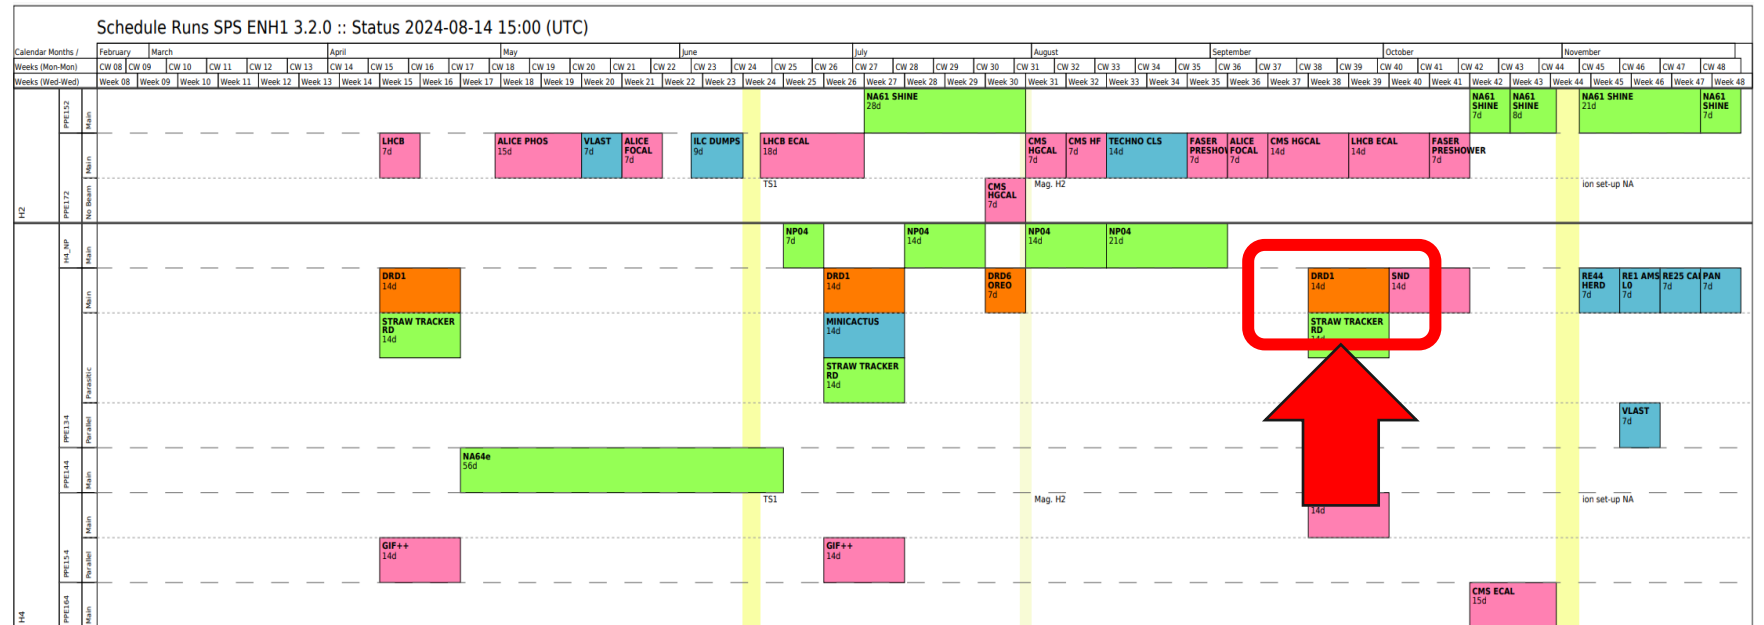 Schedule Runs SPS ENH1 3.2.0 :: Status 2024-08-14 15:00 (UTC)
Calendar Months / February March April May June July August September October November
Weeks (Mon-Mon) CW 08 CW 09 CW 10 CW 11 CW 12 CW 13 CW 14 CW 15 CW 16 CW 17 CW 18 CW 19 CW 20 CW 21 CW 22 CW 23 CW 24 CW 25 CW 26 CW 27 CW 28 CW 29 CW 30 CW 31 CW 32 CW 33 CW 34 CW 35 CW 36 CW 37 CW 38 CW 39 CW 40 CW 41 CW 42 CW 43 CW 44 CW 45 CW 46 CW 47 CW 48
Weeks (Wed-Wed) Week 08 Week 09 Week 10 Week 11 Week 12 Week 13 Week 14 Week 15 Week 16 Week 17 Week 18 Week 19 Week 20 Week 21 Week 22 Week 23 Week 24 Week 25 Week 26 Week 27 Week 28 Week 29 Week 30 Week 31 Week 32 Week 33 Week 34 Week 35 Week 36 Week 37 Week 38 Week 39 Week 40 Week 41 Week 42 Week 43 Week 44 Week 45 Week 46 Week 47 Week 48
H2
PPE152
Main
NA61 SHINE
28d
NA61
SHINE
7d
NA61
SHINE
8d
NA61 SHINE
21d
NA61
SHINE
7d
PPE172
Main
LHCB
7d
ALICE PHOS
15d
VLAST
7d
ALICE
FOCAL
7d
ILC DUMPS
9d
LHCB ECAL
18d
CMS
HGCAL
7d
CMS HF
7d
TECHNO CLS
14d
FASER
PRESHOW
7d
ALICE
FOCAL
7d
CMS HGCAL
14d
LHCB ECAL
14d
FASER
PRESHOWER
7d
No Beam
TS1
CMS
HGCAL
7d
Mag. H2
ion set-up NA
H4
H4_NP
Main
NP04
7d
NP04
14d
NP04
14d
NP04
21d
PPE134
Main
DRD1
14d
DRD1
14d
DRD6
OREO
7d
DRD1
14d
SND
14d
RE44
HERD
7d
RE1 AMS
L0
7d
RE25 CAL
7d
PAN
7d
Parasitic
STRAW TRACKER
RD
14d
MINICACTUS
14d
STRAW TRACKER
RD
14d
STRAW TRACKER
RD
Parallel
VLAST
7d
PPE144
Main
NA64e
56d
PPE154
Main
TS1
Mag. H2
14d
ion set-up NA
Parallel
GIF++
14d
GIF++
14d
PPE164
Main
CMS ECAL
15d